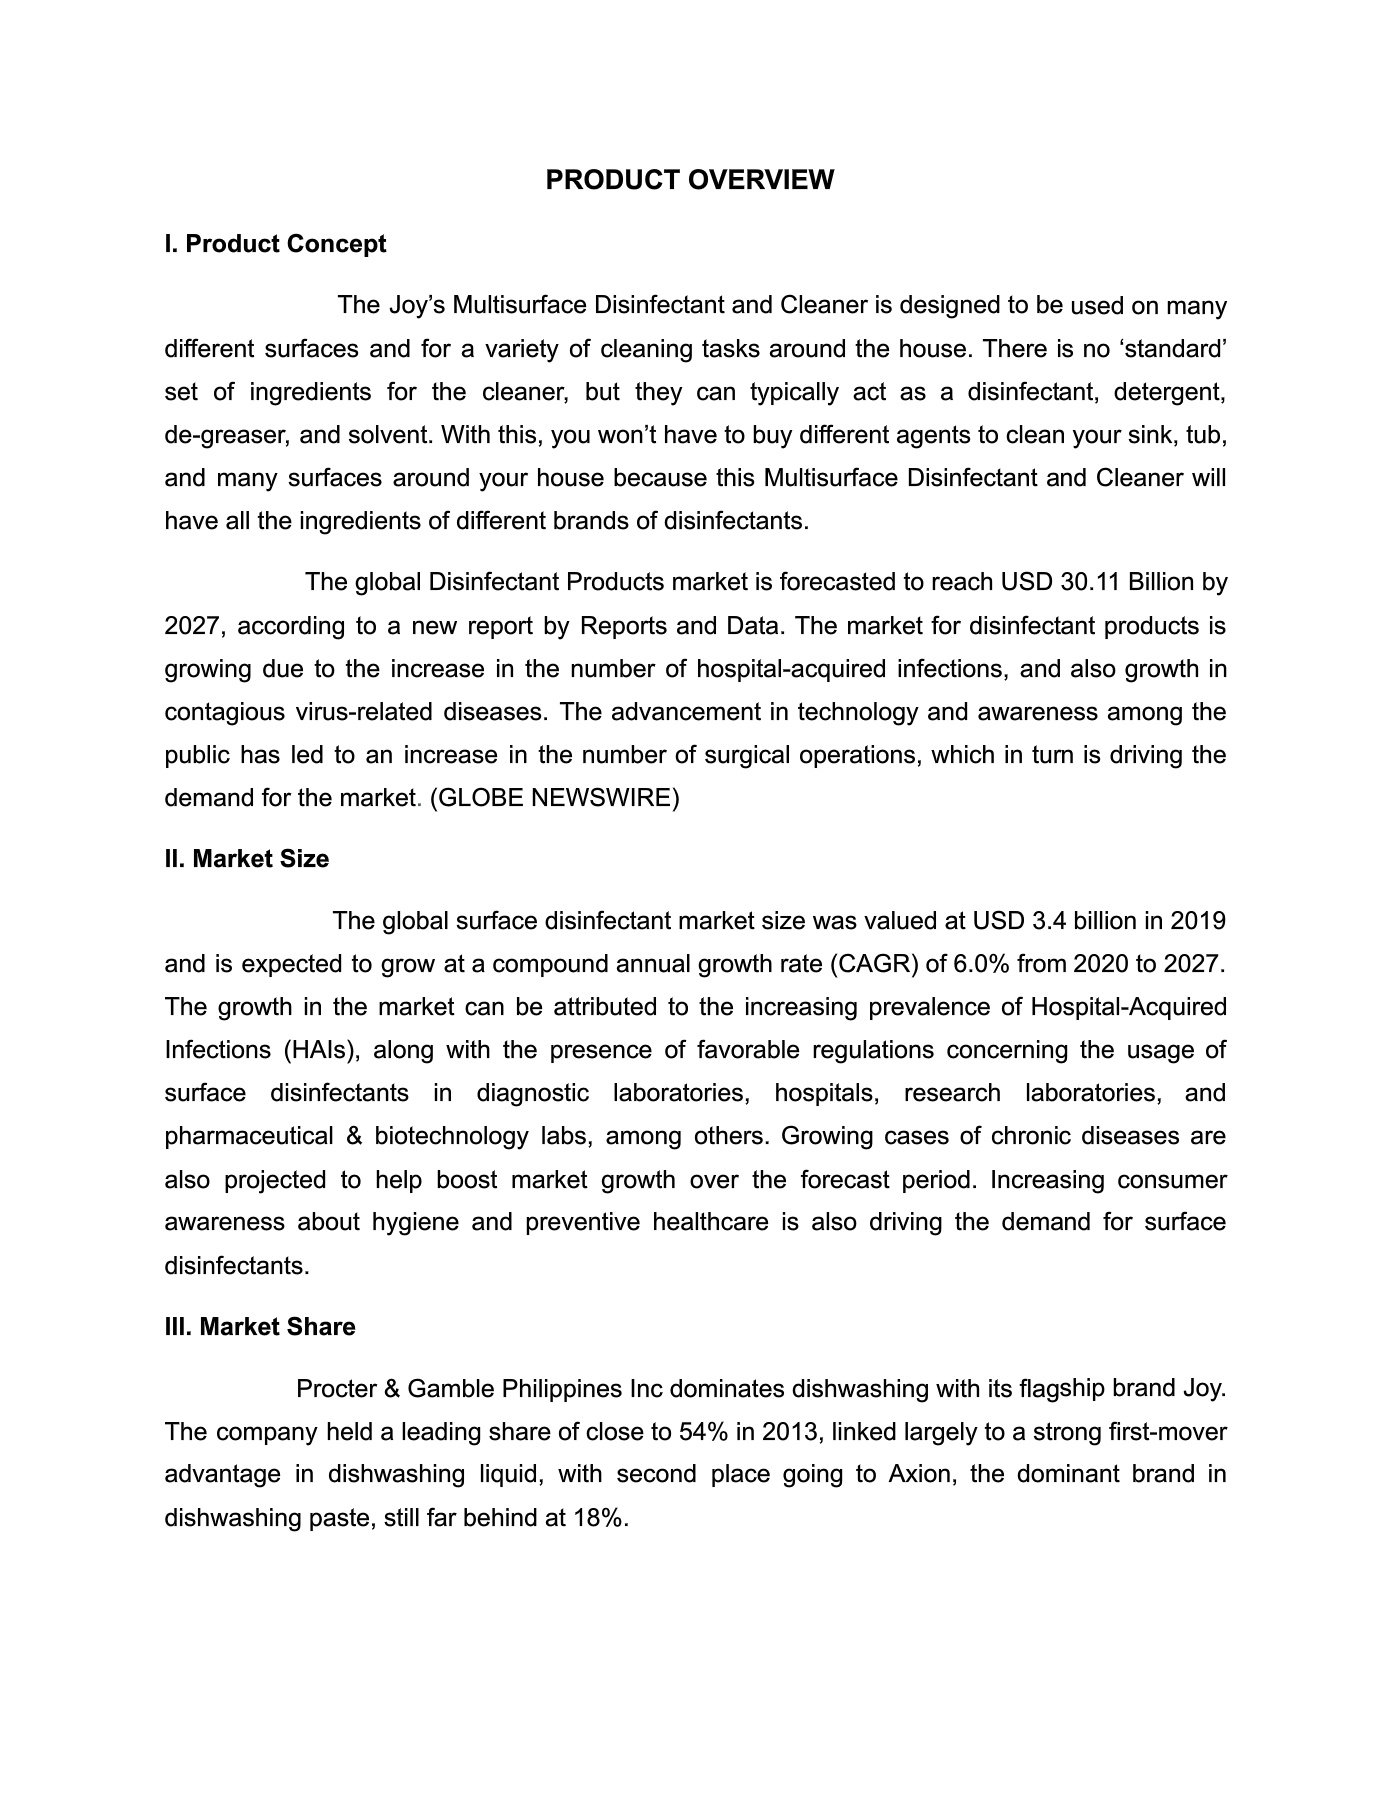 PRODUCT OVERVIEW
I. Product Concept
The Joy’s Multisurface Disinfectant and Cleaner is designed to be used on many
different surfaces and for a variety of cleaning tasks around the house. There is no ‘standard’
set of ingredients for the cleaner, but they can typically act as a disinfectant, detergent,
de-greaser, and solvent. With this, you won’t have to buy different agents to clean your sink, tub,
and many surfaces around your house because this Multisurface Disinfectant and Cleaner will
have all the ingredients of different brands of disinfectants.
The global Disinfectant Products market is forecasted to reach USD 30.11 Billion by
2027, according to a new report by Reports and Data. The market for disinfectant products is
growing due to the increase in the number of hospital-acquired infections, and also growth in
contagious virus-related diseases. The advancement in technology and awareness among the
public has led to an increase in the number of surgical operations, which in turn is driving the
demand for the market. (GLOBE NEWSWIRE)
II. Market Size
The global surface disinfectant market size was valued at USD 3.4 billion in 2019
and is expected to grow at a compound annual growth rate (CAGR) of 6.0% from 2020 to 2027.
The growth in the market can be attributed to the increasing prevalence of Hospital-Acquired
Infections (HAIs), along with the presence of favorable regulations concerning the usage of
surface disinfectants in diagnostic laboratories, hospitals, research laboratories, and
pharmaceutical & biotechnology labs, among others. Growing cases of chronic diseases are
also projected to help boost market growth over the forecast period. Increasing consumer
awareness about hygiene and preventive healthcare is also driving the demand for surface
disinfectants.
III. Market Share
Procter & Gamble Philippines Inc dominates dishwashing with its flagship brand Joy.
The company held a leading share of close to 54% in 2013, linked largely to a strong first-mover
advantage in dishwashing liquid, with second place going to Axion, the dominant brand in
dishwashing paste, still far behind at 18%.